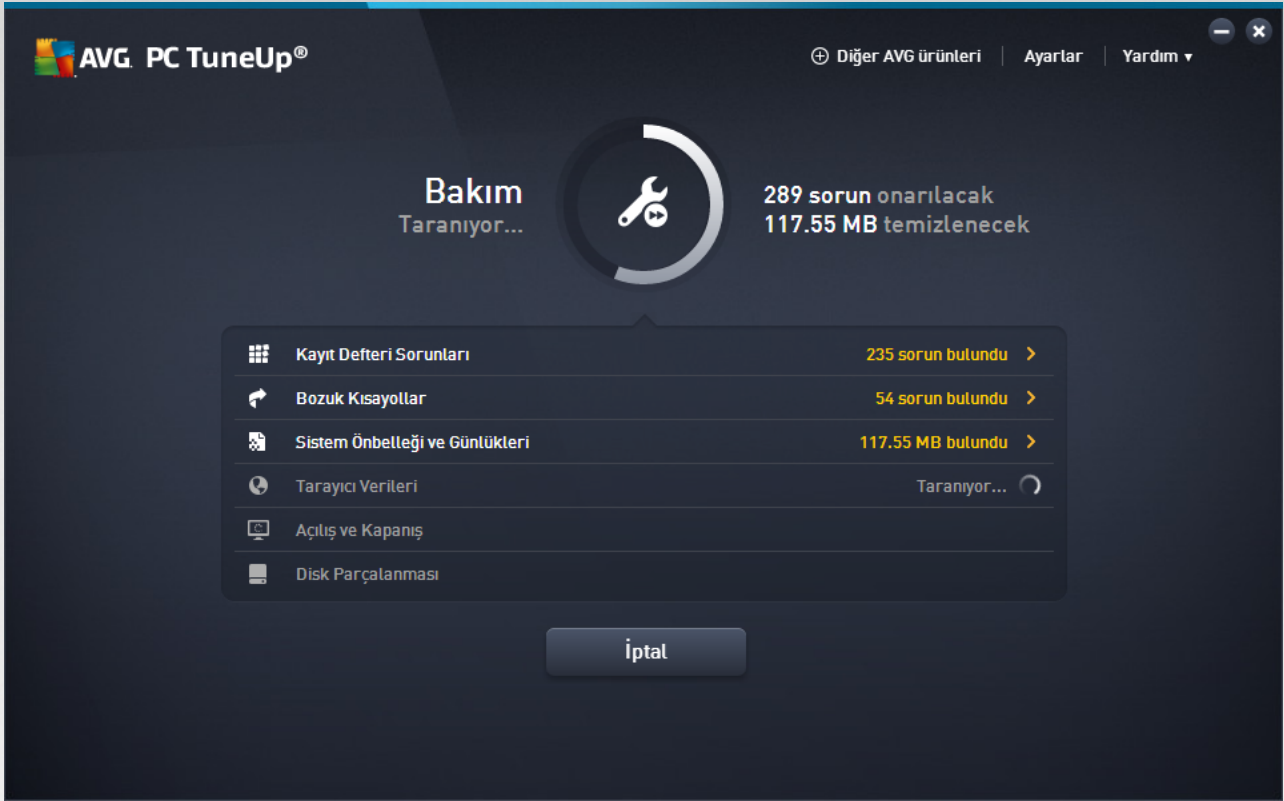 AVG PC TuneUp®
Diğer AVG ürünleri
Ayarlar
Yardım
Bakım
Taranıyor...
289 sorun onarılacak
117.55 MB temizlenecek
Kayıt Defteri Sorunları 235 sorun bulundu
Bozuk Kısayollar 54 sorun bulundu
Sistem Önbelleği ve Günlükleri 117.55 MB bulundu
Tarayıcı Verileri Taranıyor...
Açılış ve Kapanış
Disk Parçalanması
İptal